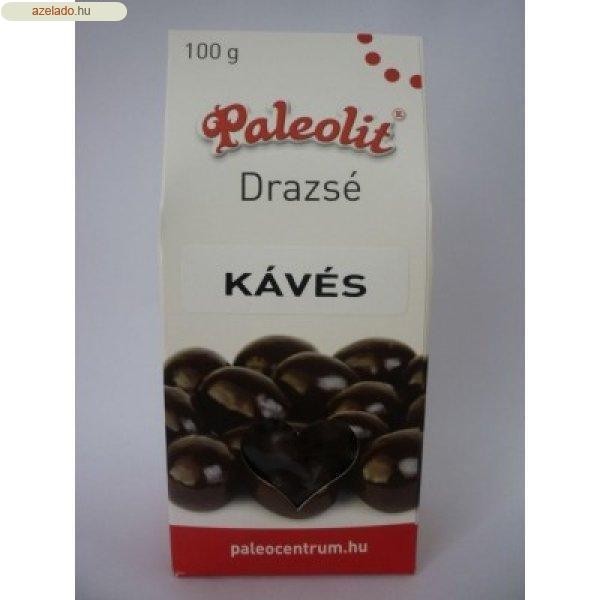 azelado.hu
100 g
Paleolit®
Drazsé
KÁVÉS
paleocentrum.hu